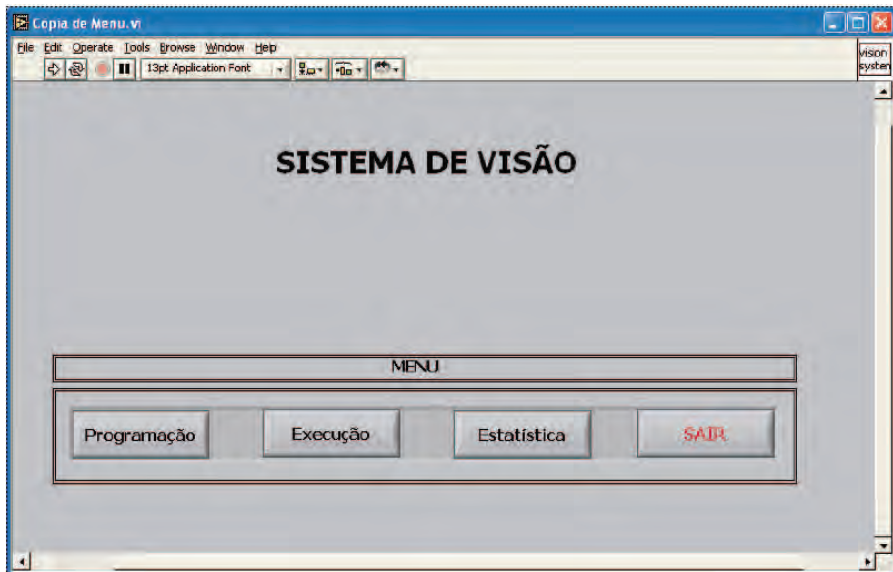 Copia de Menu.vi
File Edit Operate Tools Browse Window Help
13pt Application Font
vision
system
SISTEMA DE VISÃO
MENU
Programação Execução Estatística SAIR